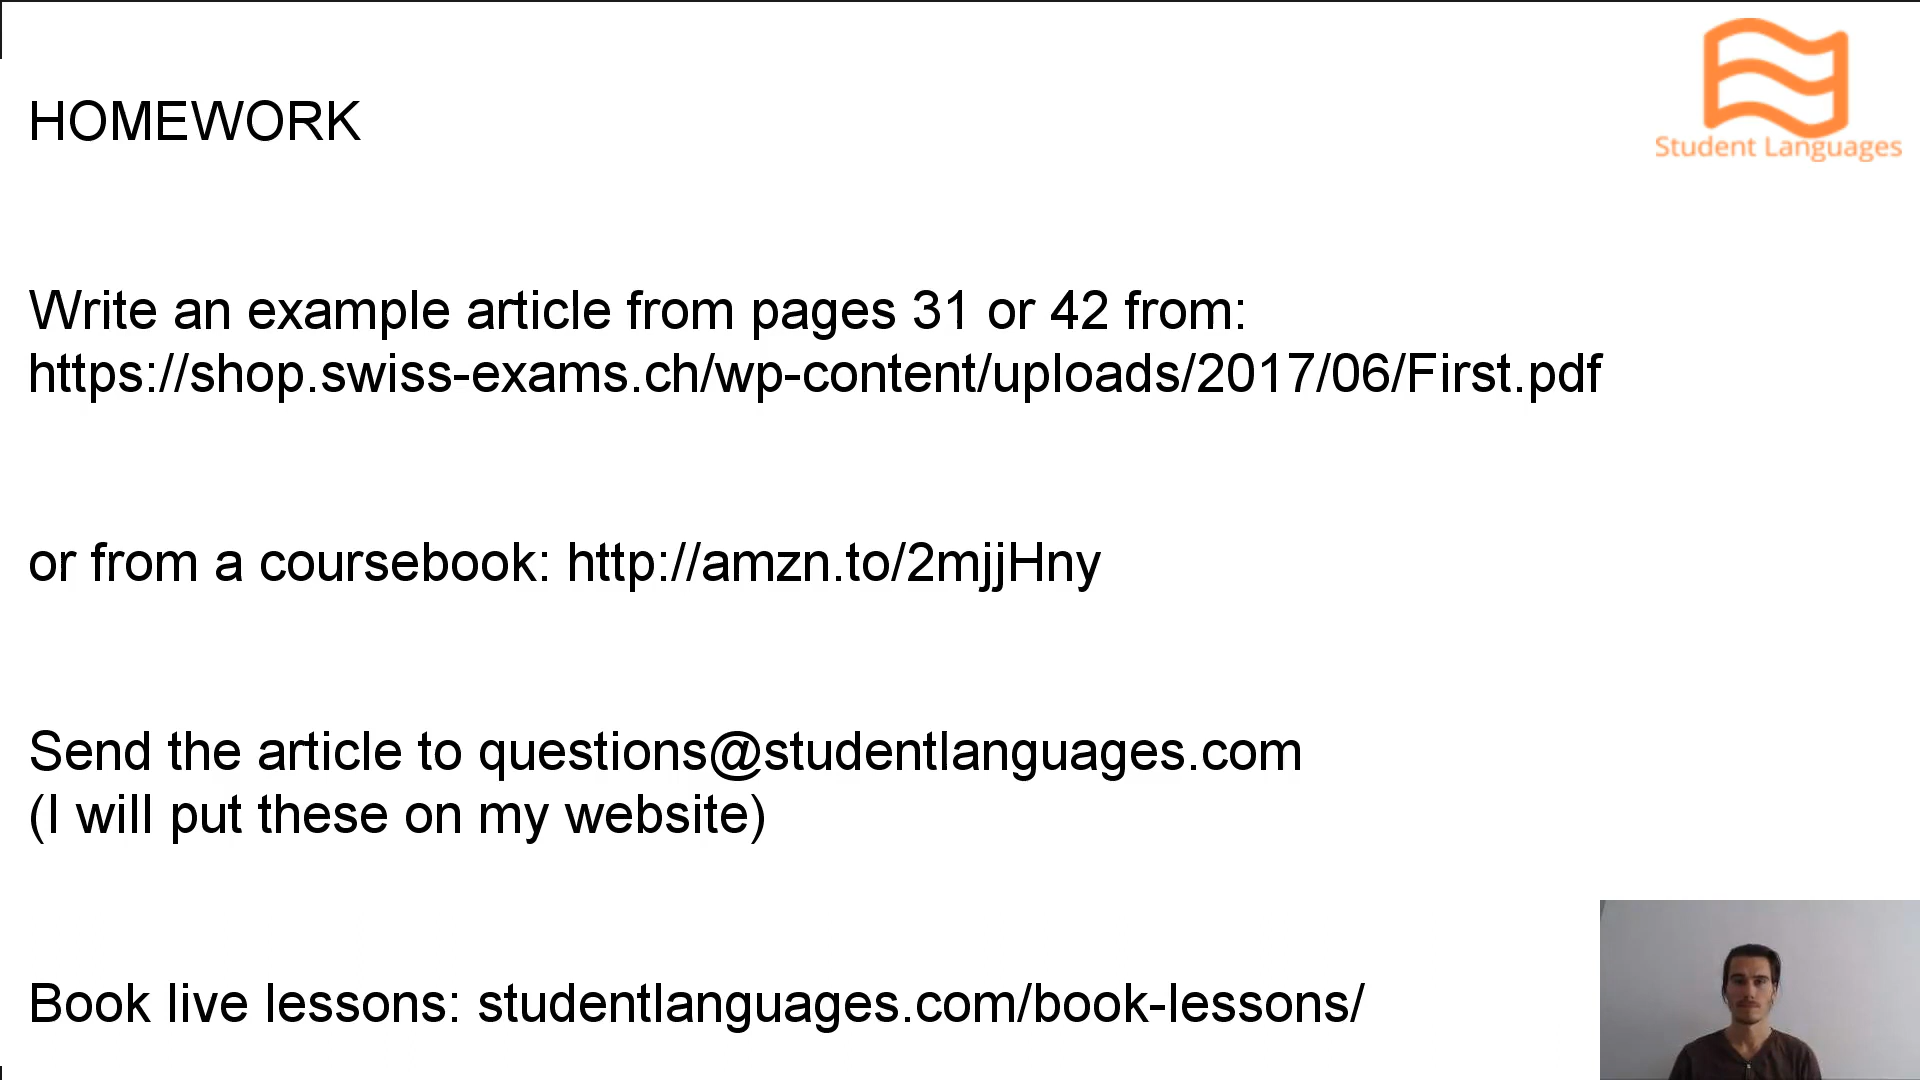 Student Languages
HOMEWORK
Write an example article from pages 31 or 42 from:
https://shop.swiss-exams.ch/wp-content/uploads/2017/06/First.pdf
or from a coursebook: http://amzn.to/2mjjHny
Send the article to questions@studentlanguages.com
(I will put these on my website)
Book live lessons: studentlanguages.com/book-lessons/